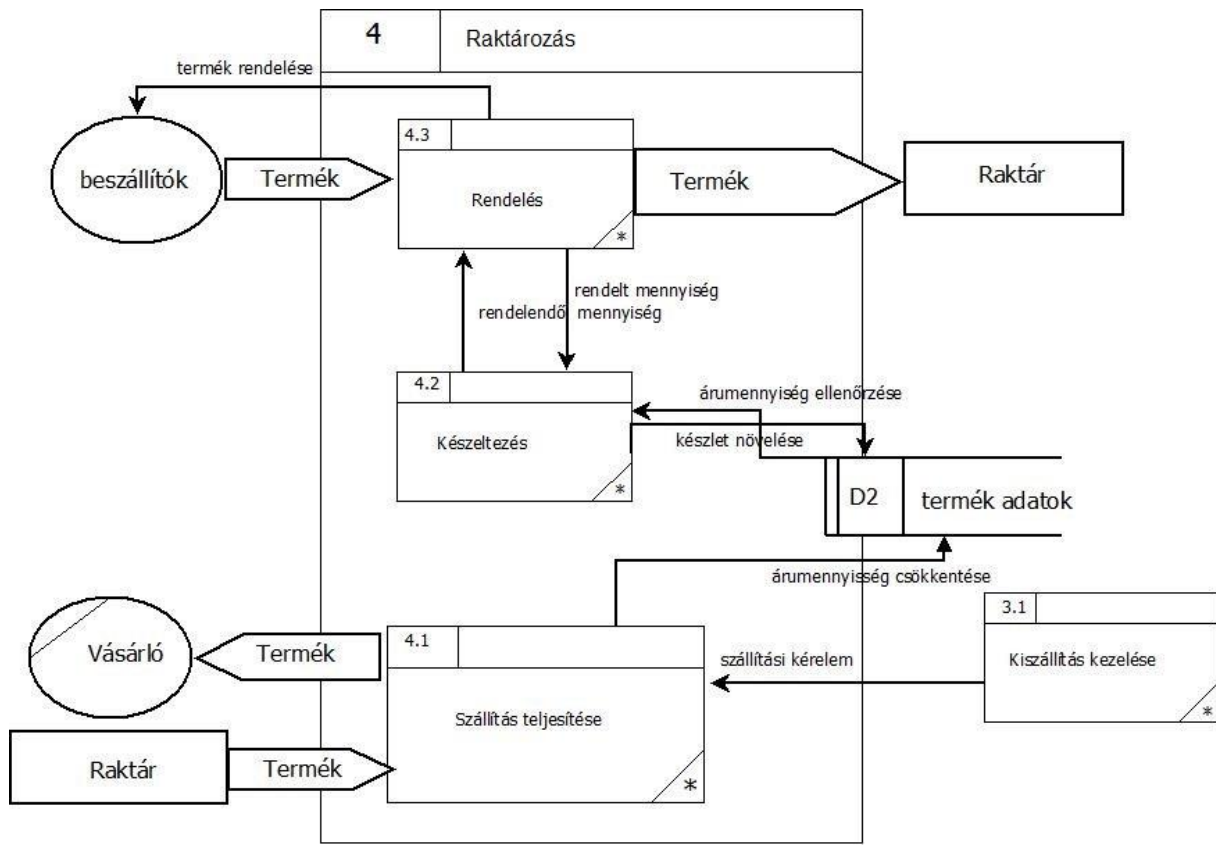 4
Raktározás
termék rendelése
4.3
beszállítók
Termék
Rendelés
*
Termék
Raktár
rendelt mennyiség
rendelendő mennyiség
4.2
Készeltezés
*
árumennyiség ellenőrzése
készlet növelése
D2
termék adatok
árumennyisség csökkentése
3.1
Kiszállítás kezelése
*
Vásárló
Termék
4.1
szállítási kérelem
Szállítás teljesítése
*
Raktár
Termék